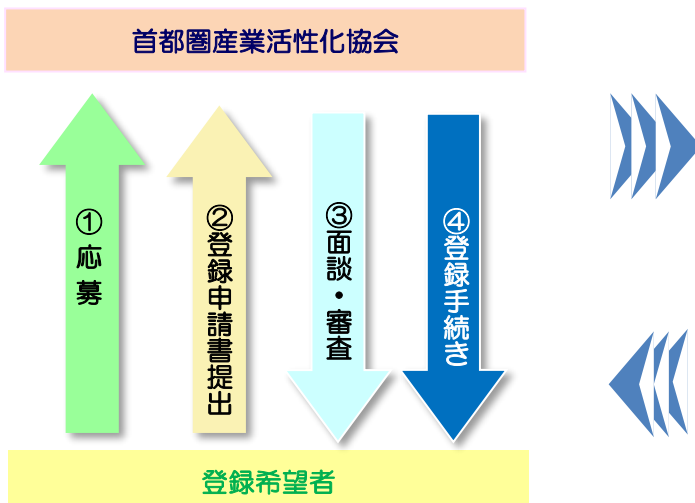 首都圏産業活性化協会
①応募
②登録申請書提出
③面談・審査
④登録手続き
登録希望者